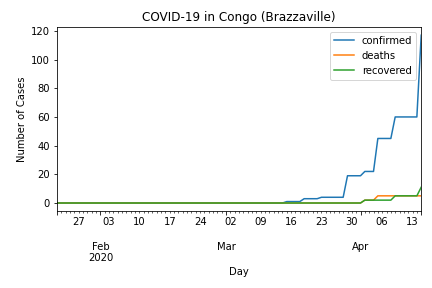 COVID-19 in Congo (Brazzaville)
120
100
80
60
40
20
0
Number of Cases
confirmed
deaths
recovered
27 03 10 17 24 02 09 16 23 30 06 13
Feb Mar Apr
2020
Day